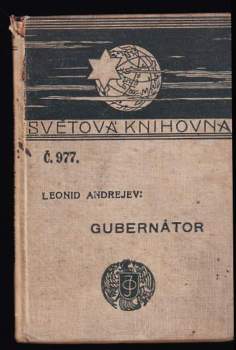 SVĚTOVÁ KNIHOVNA
Č. 977.
LEONID ANDREJEV:
GUBERNÁTOR